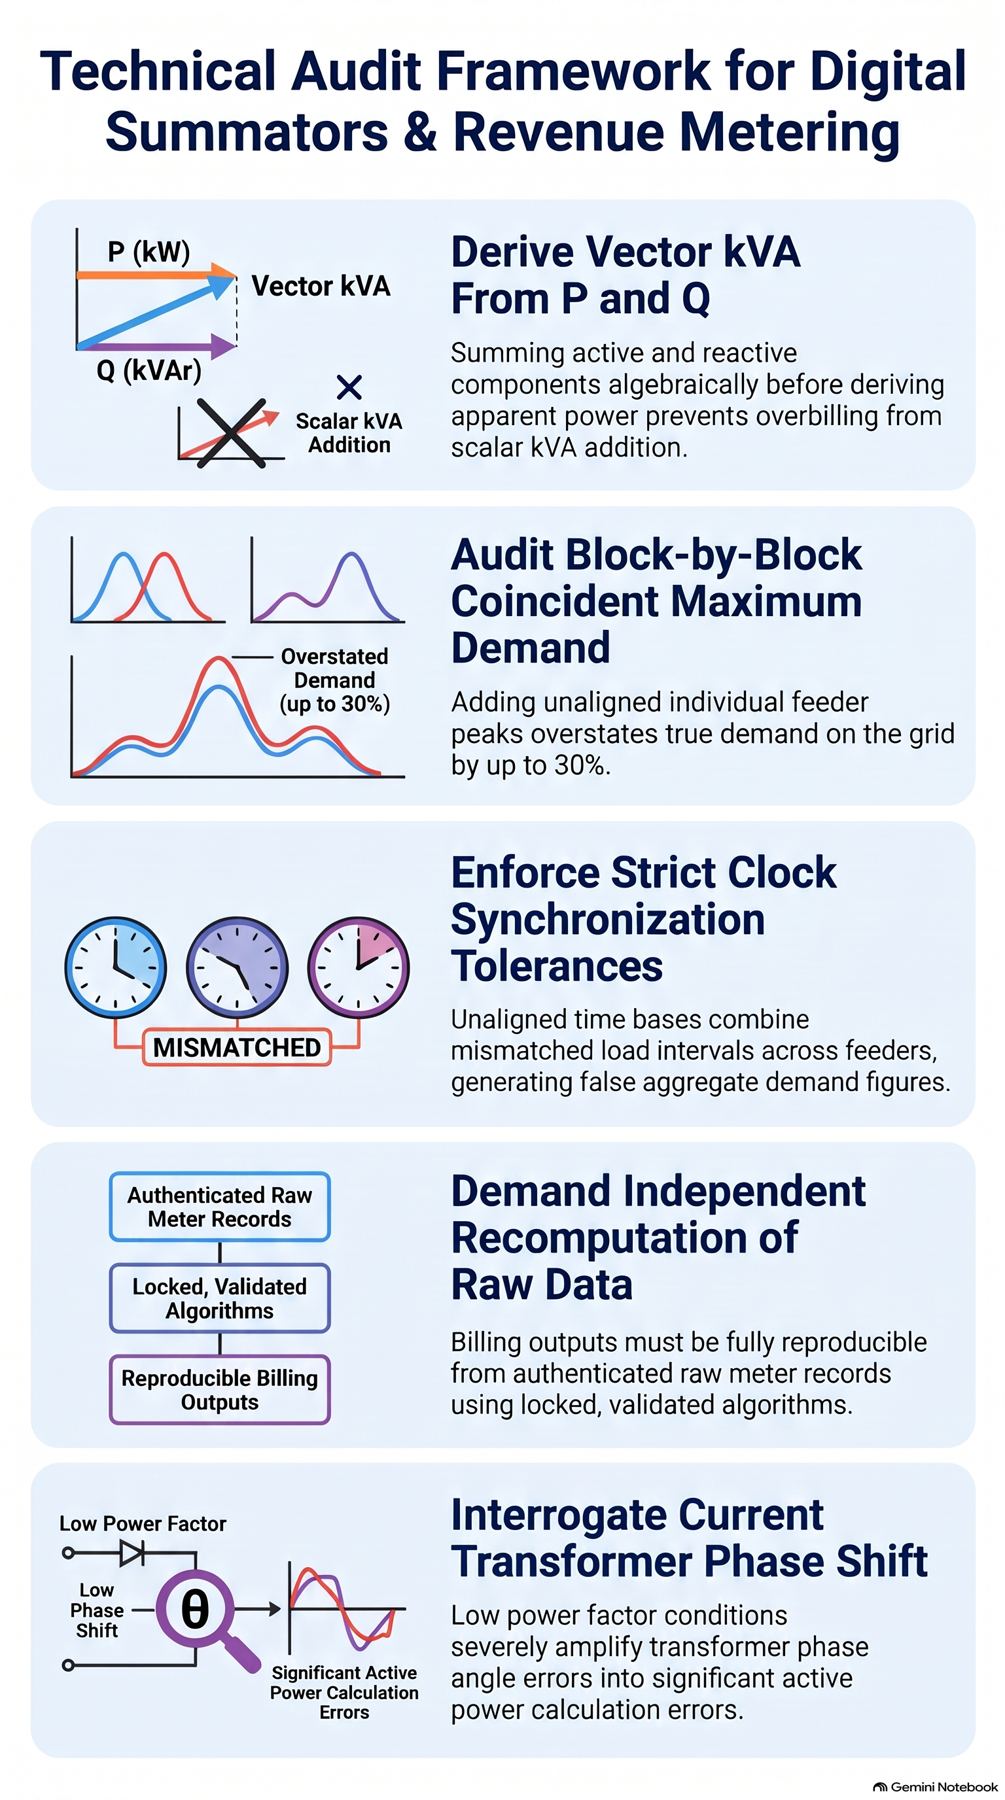 Technical Audit Framework for Digital
Summators & Revenue Metering
P (kW)
Vector kVA
Q (kVAr)
Scalar kVA
Addition
Derive Vector kVA
From P and Q
Summing active and reactive
components algebraically before deriving
apparent power prevents overbilling from
scalar kVA addition.
Overstated
Demand
(up to 30%)
Audit Block-by-Block
Coincident Maximum
Demand
Adding unaligned individual feeder
peaks overstates true demand on the grid
by up to 30%.
MISMATCHED
Enforce Strict Clock
Synchronization
Tolerances
Unaligned time bases combine
mismatched load intervals across feeders,
generating false aggregate demand figures.
Authenticated Raw
Meter Records
Locked, Validated
Algorithms
Reproducible Billing
Outputs
Demand Independent
Recomputation of
Raw Data
Billing outputs must be fully reproducible
from authenticated raw meter records
using locked, validated algorithms.
Low Power Factor
Low
Phase
Shift
θ
Significant Active
Power Calculation
Errors
Interrogate Current
Transformer Phase Shift
Low power factor conditions
severely amplify transformer phase
angle errors into significant active
power calculation errors.
Gemini Notebook